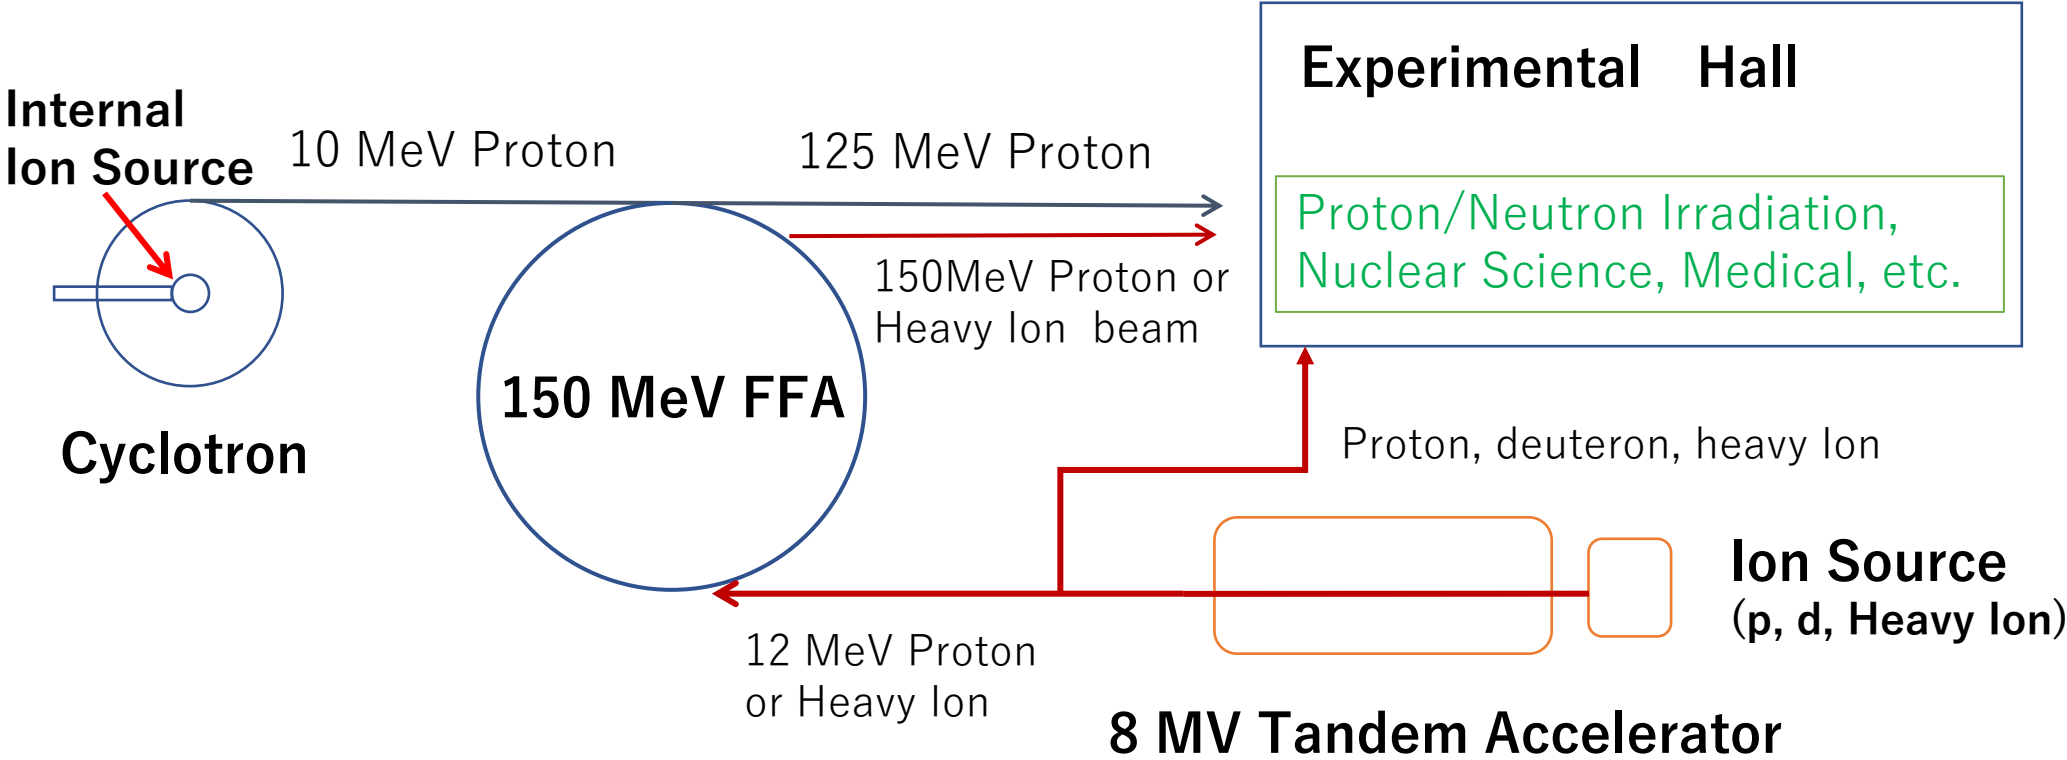 Experimental Hall
Internal
Ion Source
10 MeV Proton
125 MeV Proton
Proton/Neutron Irradiation,
Nuclear Science, Medical, etc.
150MeV Proton or
Heavy Ion beam
150 MeV FFA
Cyclotron
Proton, deuteron, heavy Ion
Ion Source
(p, d, Heavy Ion)
12 MeV Proton
or Heavy Ion
8 MV Tandem Accelerator